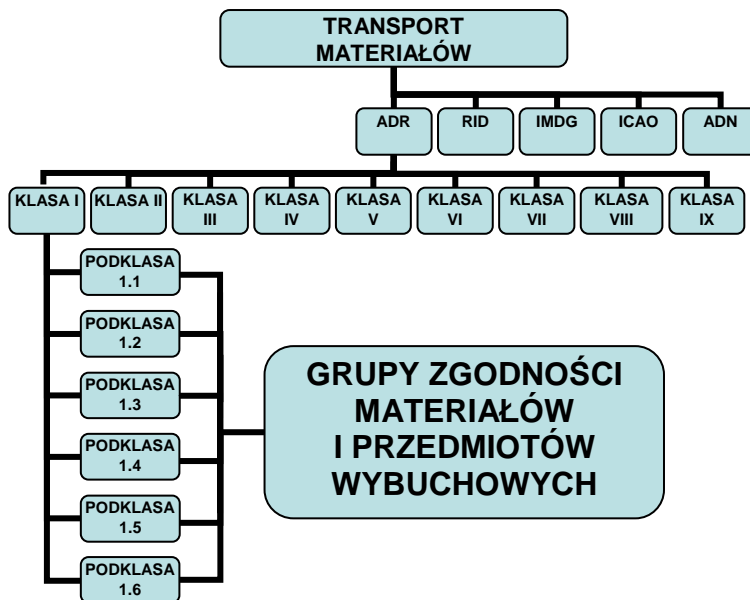 TRANSPORT
MATERIAŁÓW
ADR
RID
IMDG
ICAO
ADN
KLASA I
KLASA II
KLASA
III
KLASA
IV
KLASA
V
KLASA
VI
KLASA
VII
KLASA
VIII
KLASA
IX
PODKLASA
1.1
PODKLASA
1.2
PODKLASA
1.3
PODKLASA
1.4
PODKLASA
1.5
PODKLASA
1.6
GRUPY ZGODNOŚCI
MATERIAŁÓW
I PRZEDMIOTÓW
WYBUCHOWYCH